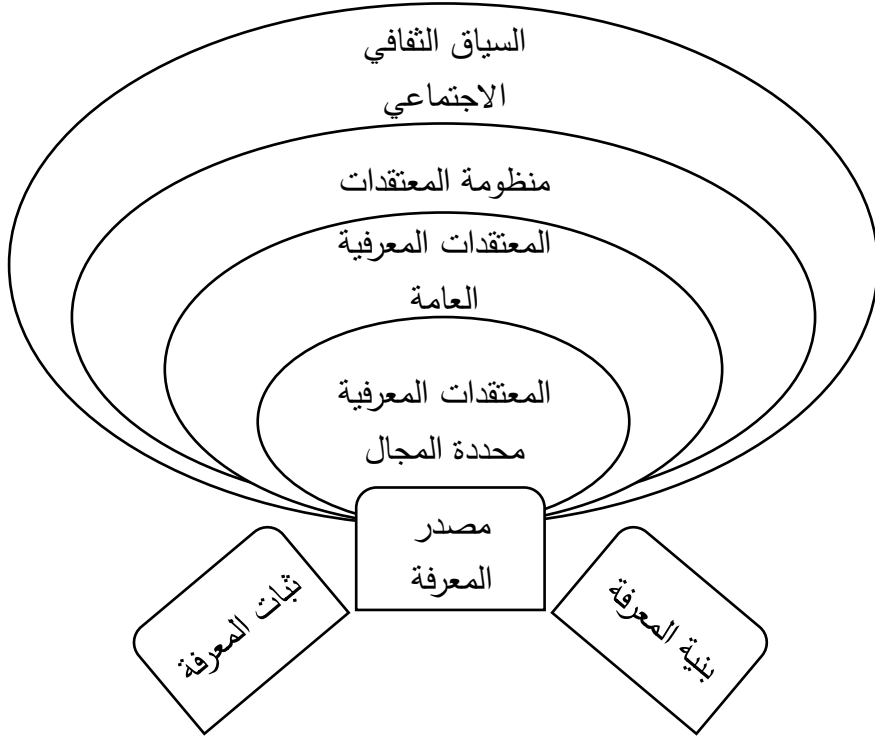 السياق الثقافي
الاجتماعي
منظومة المعتقدات
المعتقدات المعرفية
العامة
المعتقدات المعرفية
محددة المجال
مصدر
المعرفة
بنية المعرفة
ثبات المعرفة